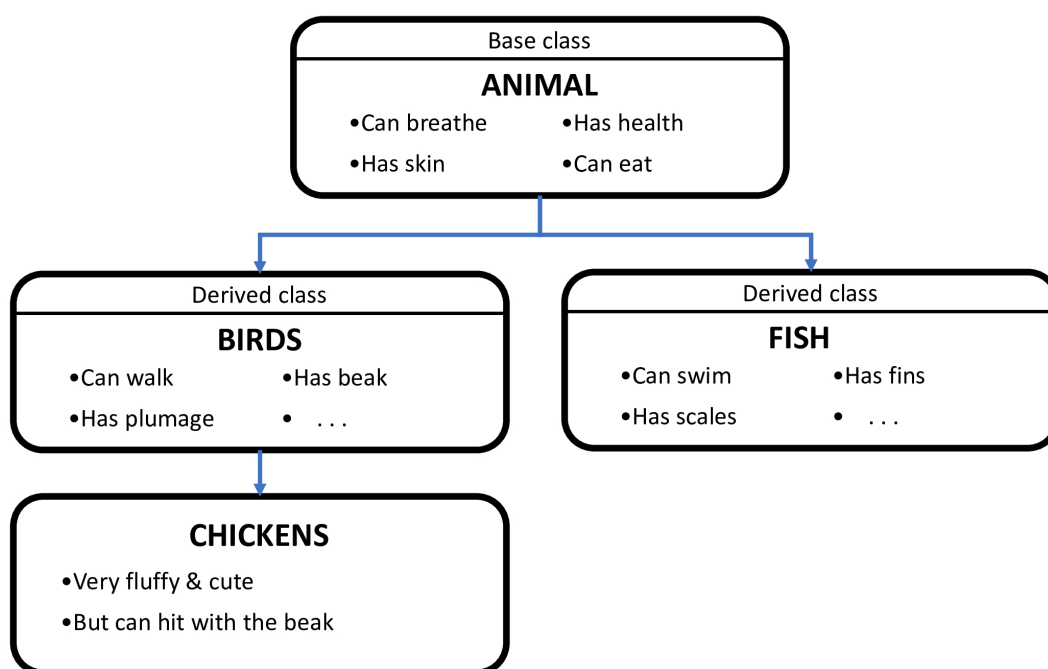 Base class
ANIMAL
•Can breathe •Has health
•Has skin •Can eat
Derived class
BIRDS
•Can walk •Has beak
•Has plumage • . . .
Derived class
FISH
•Can swim •Has fins
•Has scales • . . .
CHICKENS
•Very fluffy & cute
•But can hit with the beak